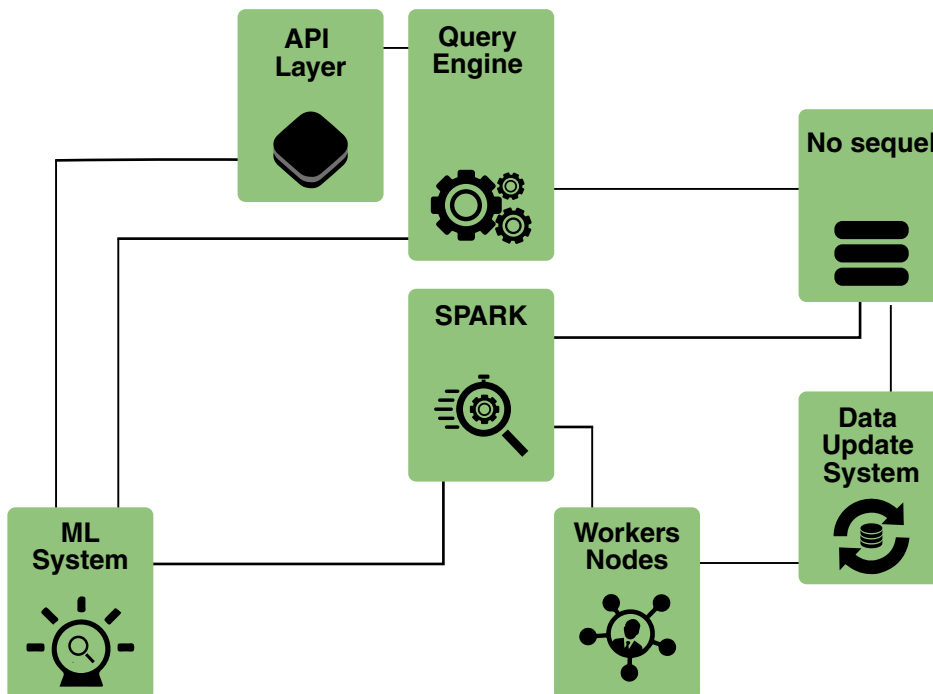 API
Layer
Query
Engine
No sequel
SPARK
Data
Update
System
ML
System
Workers
Nodes